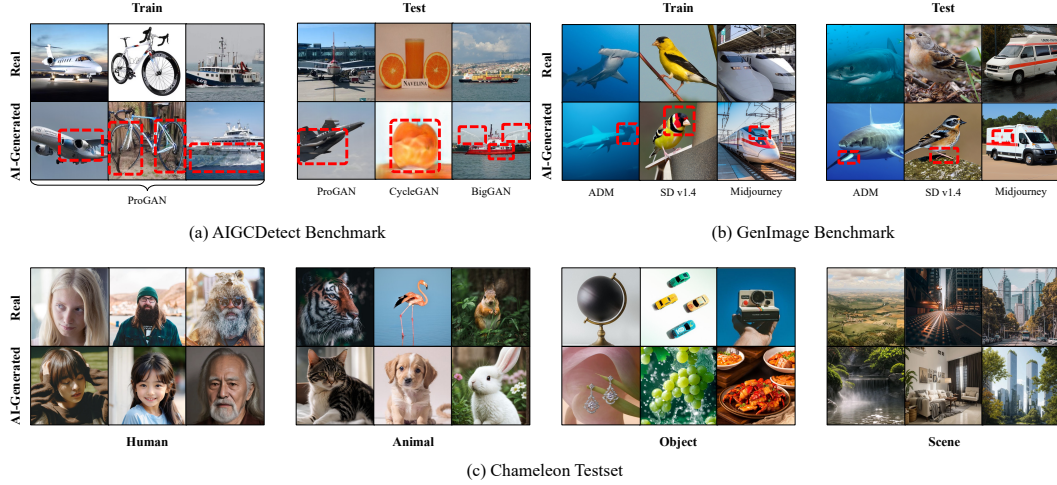 Train
Test
Train
Test
Real
AI-Generated
NAVELINA
Real
AI-Generated
ProGAN
ProGAN
CycleGAN
BigGAN
ADM
SD v1.4
Midjourney
ADM
SD v1.4
Midjourney
(a) AIGCDetect Benchmark
(b) GenImage Benchmark
Real
AI-Generated
Human
Animal
Object
Scene
(c) Chameleon Testset